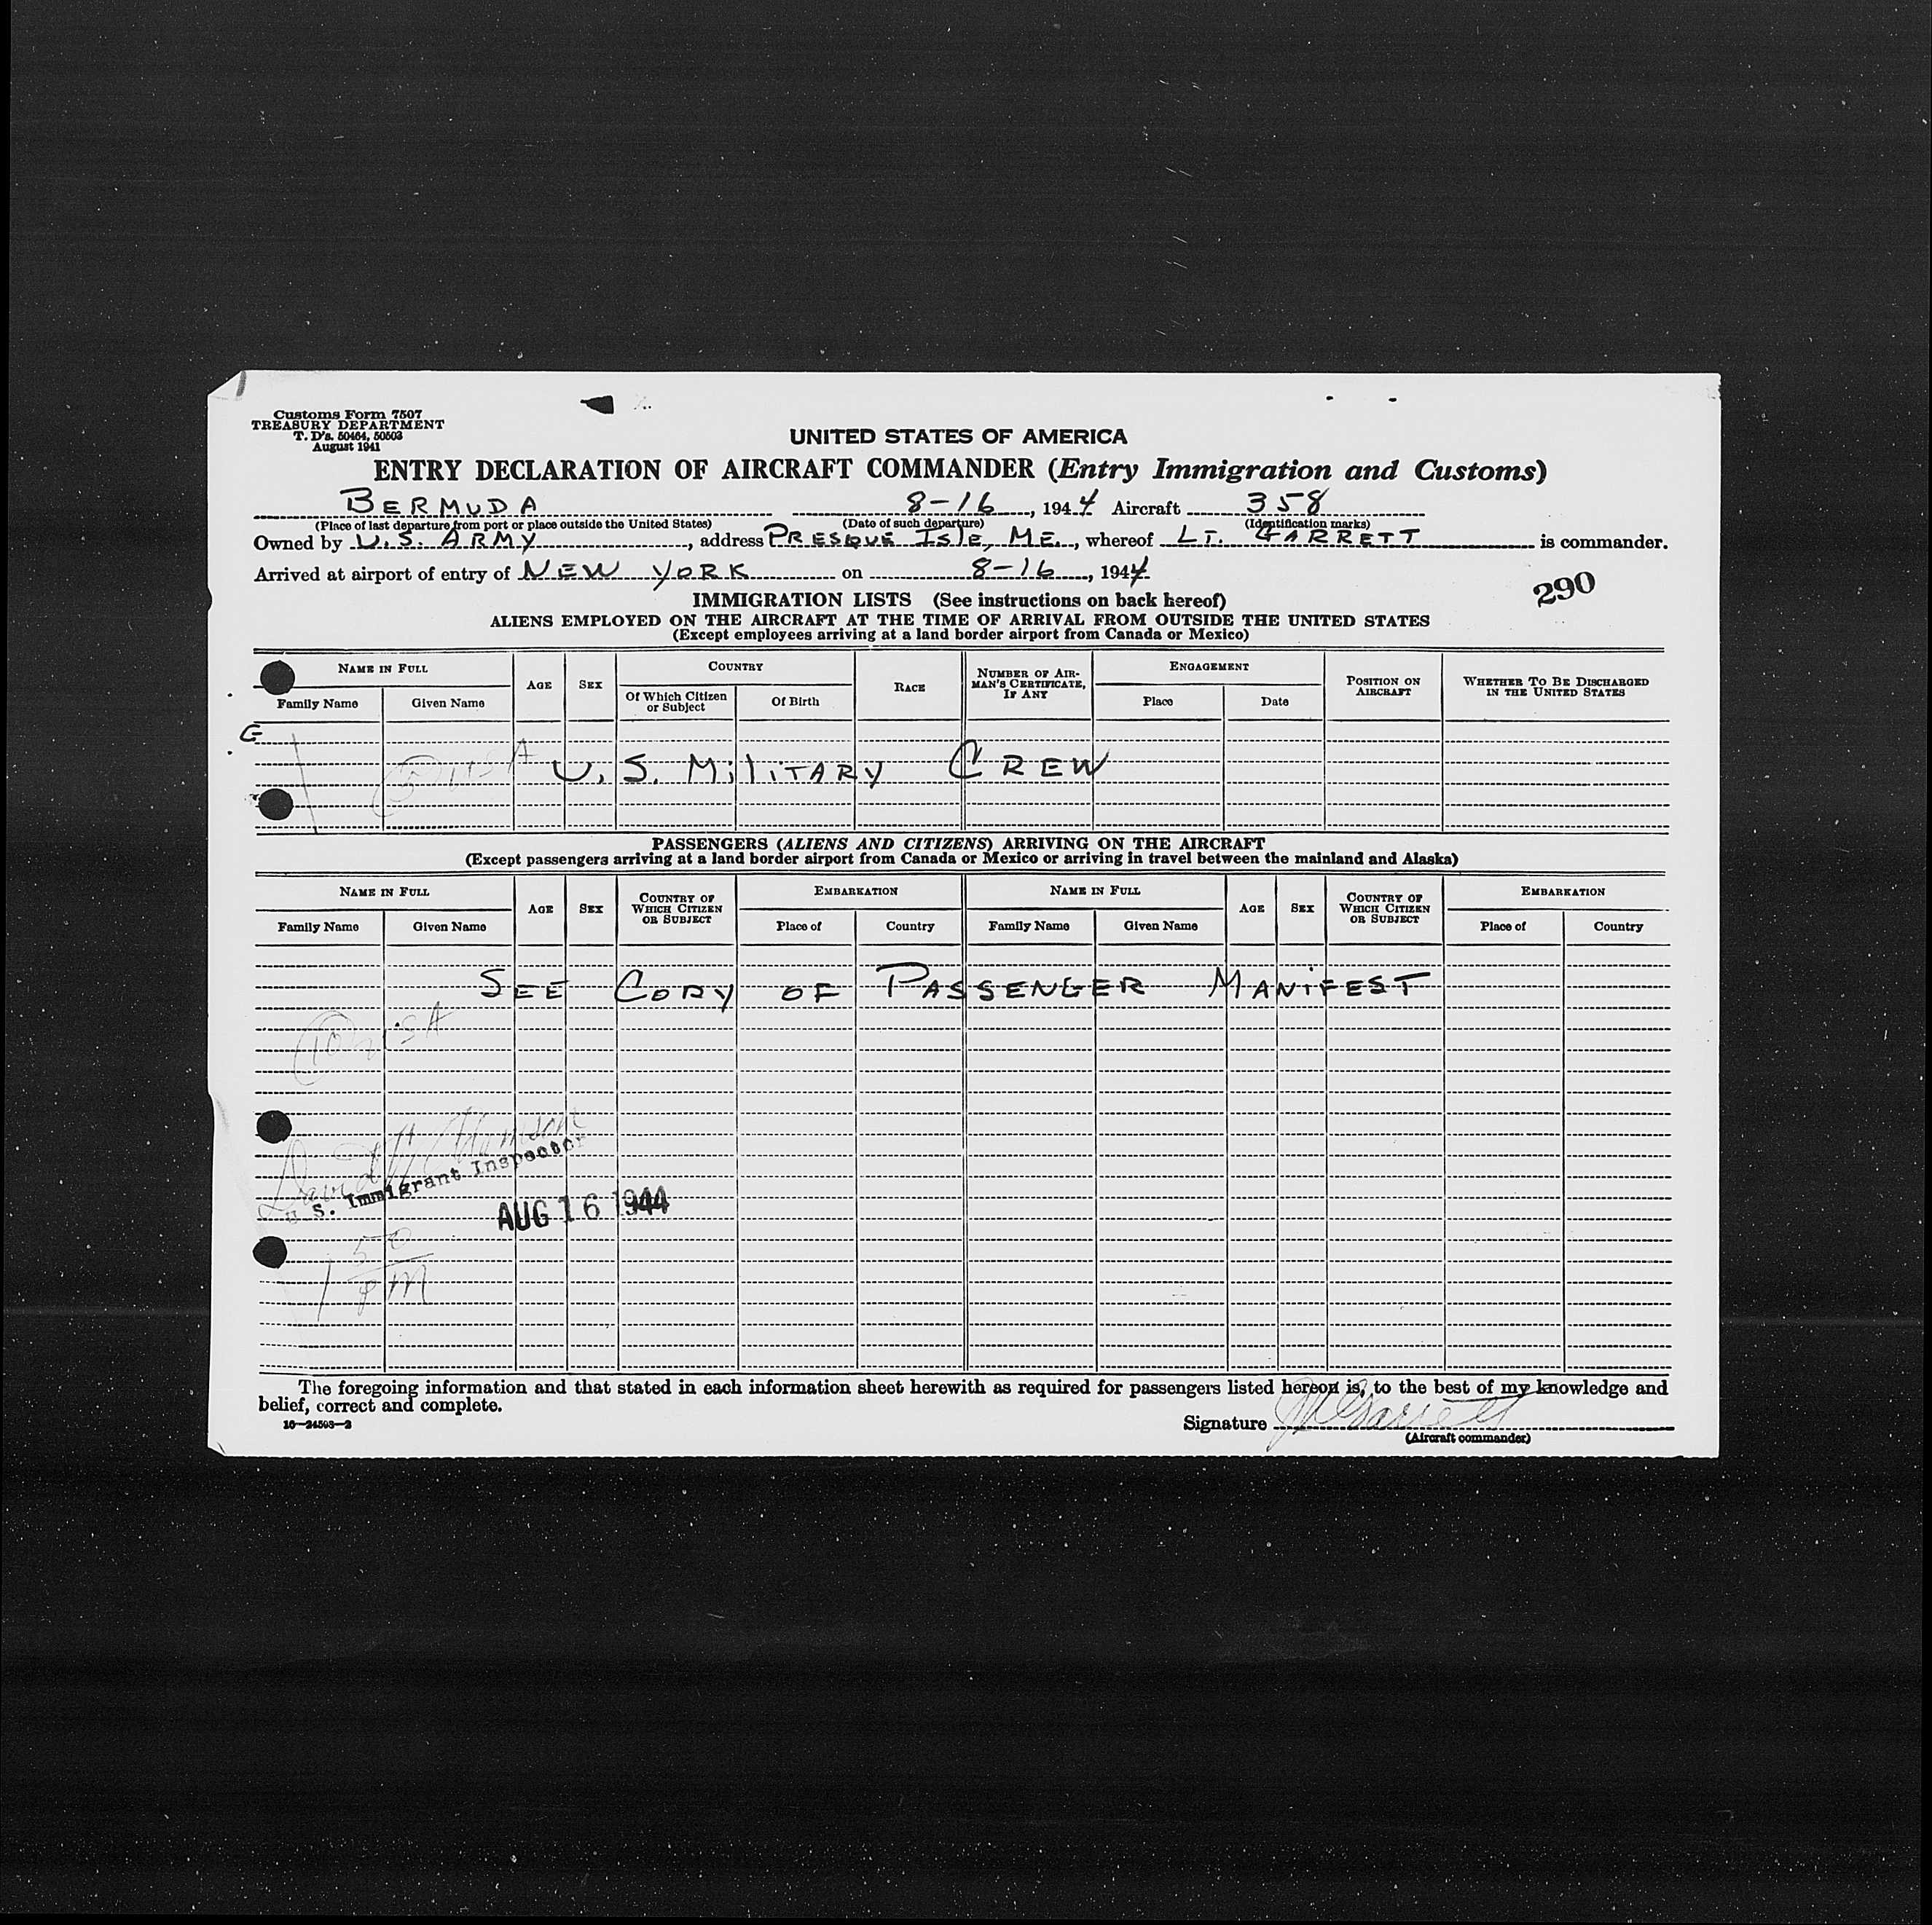 Customs Form 7507
TREASURY DEPARTMENT
T. D's. 50464, 50503
August 1941
UNITED STATES OF AMERICA
ENTRY DECLARATION OF AIRCRAFT COMMANDER (Entry Immigration and Customs)
BERMUDA 8-16, 1944 Aircraft 358
(Place of last departure from port or place outside the United States) (Date of such departure) (Identification marks)
Owned by U.S. ARMY, address PRESQUE ISlE, ME., whereof LT. GARRETT is commander.
Arrived at airport of entry of NEW YORK on 8-16, 1944
290
IMMIGRATION LISTS (See instructions on back hereof)
ALIENS EMPLOYED ON THE AIRCRAFT AT THE TIME OF ARRIVAL FROM OUTSIDE THE UNITED STATES
(Except employees arriving at a land border airport from Canada or Mexico)
NAME IN FULL AGE SEX COUNTRY RACE NUMBER OF AIRMAN'S CERTIFICATE, IF ANY ENGAGEMENT POSITION ON AIRCRAFT WHETHER TO BE DISCHARGED IN THE UNITED STATES
Family Name Given Name Of Which Citizen or Subject Of Birth Place Date
G
5 USA U.S. MilITARY CREW
PASSENGERS (ALIENS AND CITIZENS) ARRIVING ON THE AIRCRAFT
(Except passengers arriving at a land border airport from Canada or Mexico or arriving in travel between the mainland and Alaska)
NAME IN FULL AGE SEX COUNTRY OF WHICH CITIZEN OR SUBJECT EMBARKATION NAME IN FULL AGE SEX COUNTRY OF WHICH CITIZEN OR SUBJECT EMBARKATION
Family Name Given Name Place of Country Family Name Given Name Place of Country
SEE COPY OF PASSENGER MANiFEST
10 USA
David
U. S. Immigrant Inspector
AUG 16 1944
1 50
PM
The foregoing information and that stated in each information sheet herewith as required for passengers listed hereon is, to the best of my knowledge and
belief, correct and complete.
16-24503-2
Signature JM Garrett
(Aircraft commander)